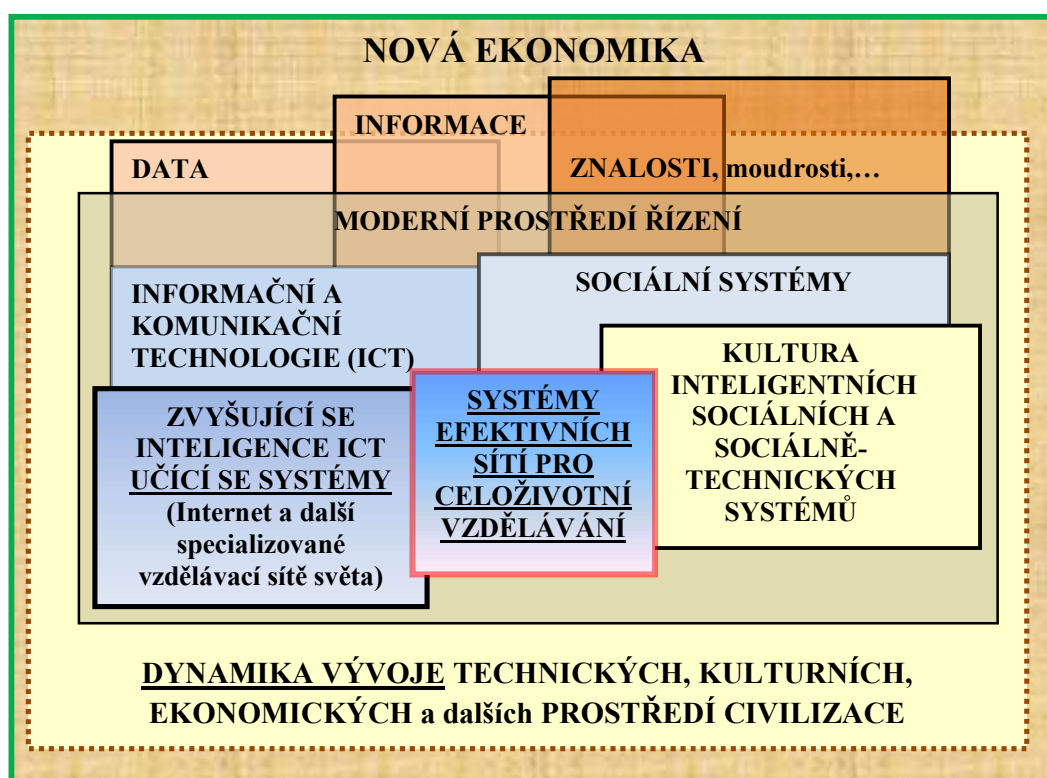 NOVÁ EKONOMIKA
INFORMACE
DATA
ZNALOSTI, moudrosti,…
MODERNÍ PROSTŘEDÍ ŘÍZENÍ
INFORMAČNÍ A
KOMUNIKAČNÍ
TECHNOLOGIE (ICT)
SOCIÁLNÍ SYSTÉMY
KULTURA
INTELIGENTNÍCH
SOCIÁLNÍCH A
SOCIÁLNĚ-
TECHNICKÝCH
SYSTÉMŮ
ZVYŠUJÍCÍ SE
INTELIGENCE ICT
UČÍCÍ SE SYSTÉMY
(Internet a další
specializované
vzdělávací sítě světa)
SYSTÉMY
EFEKTIVNÍCH
SÍTÍ PRO
CELOŽIVOTNÍ
VZDĚLÁVÁNÍ
DYNAMIKA VÝVOJE TECHNICKÝCH, KULTURNÍCH,
EKONOMICKÝCH a dalších PROSTŘEDÍ CIVILIZACE